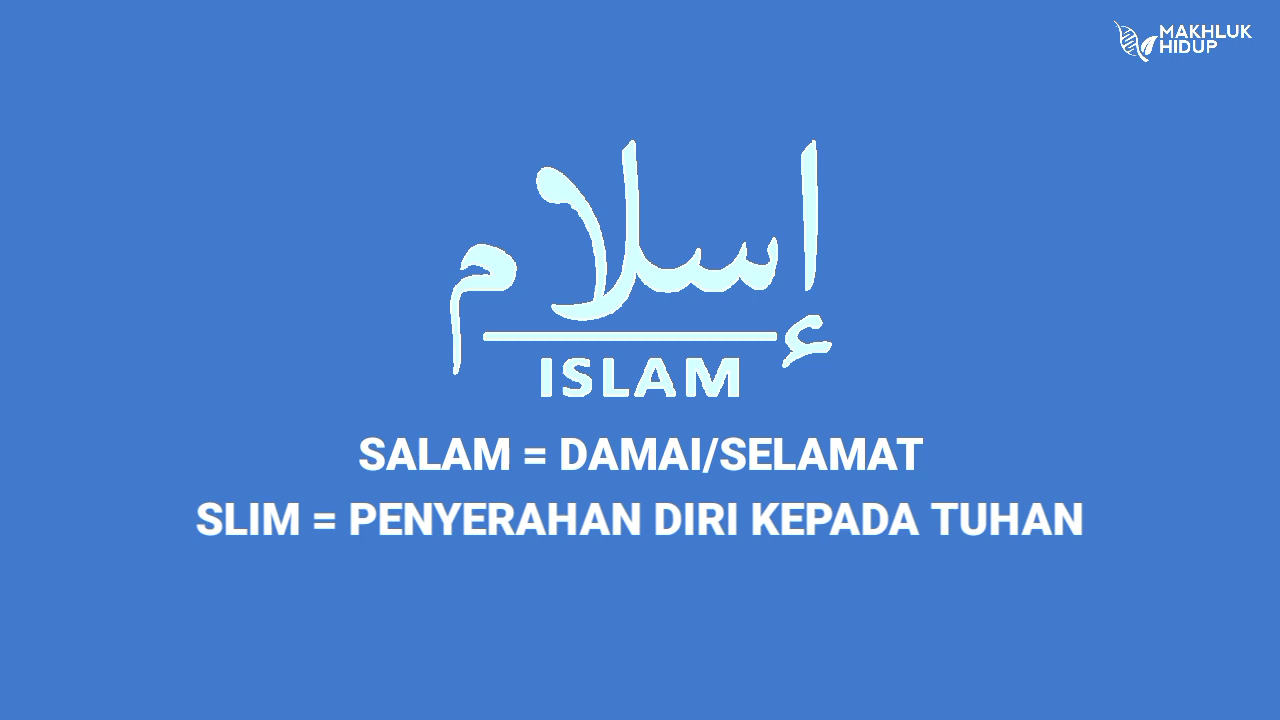 MAKHLUK
HIDUP
إسلام
ISLAM
SALAM = DAMAI/SELAMAT
SLIM = PENYERAHAN DIRI KEPADA TUHAN